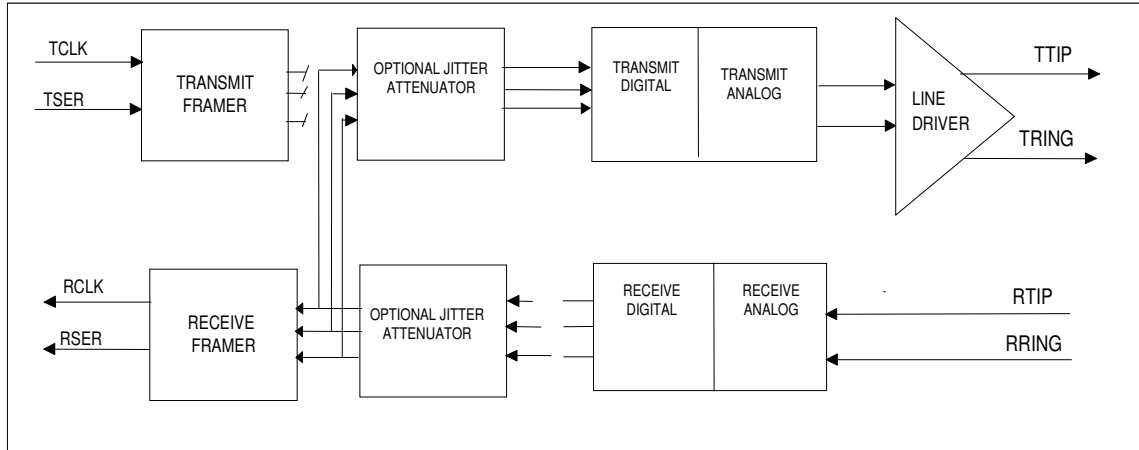 TCLK
TSER
TRANSMIT
FRAMER
OPTIONAL JITTER
ATTENUATOR
TRANSMIT
DIGITAL
TRANSMIT
ANALOG
LINE
DRIVER
TTIP
TRING
RCLK
RSER
RECEIVE
FRAMER
OPTIONAL JITTER
ATTENUATOR
RECEIVE
DIGITAL
RECEIVE
ANALOG
RTIP
RRING